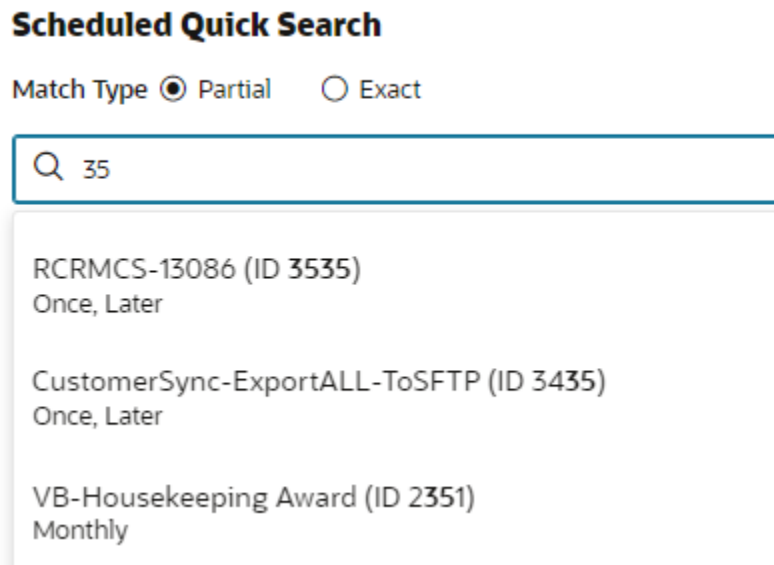 Scheduled Quick Search
Match Type Partial Exact
35
RCRMCS-13086 (ID 3535)
Once, Later
CustomerSync-ExportALL-ToSFTP (ID 3435)
Once, Later
VB-Housekeeping Award (ID 2351)
Monthly